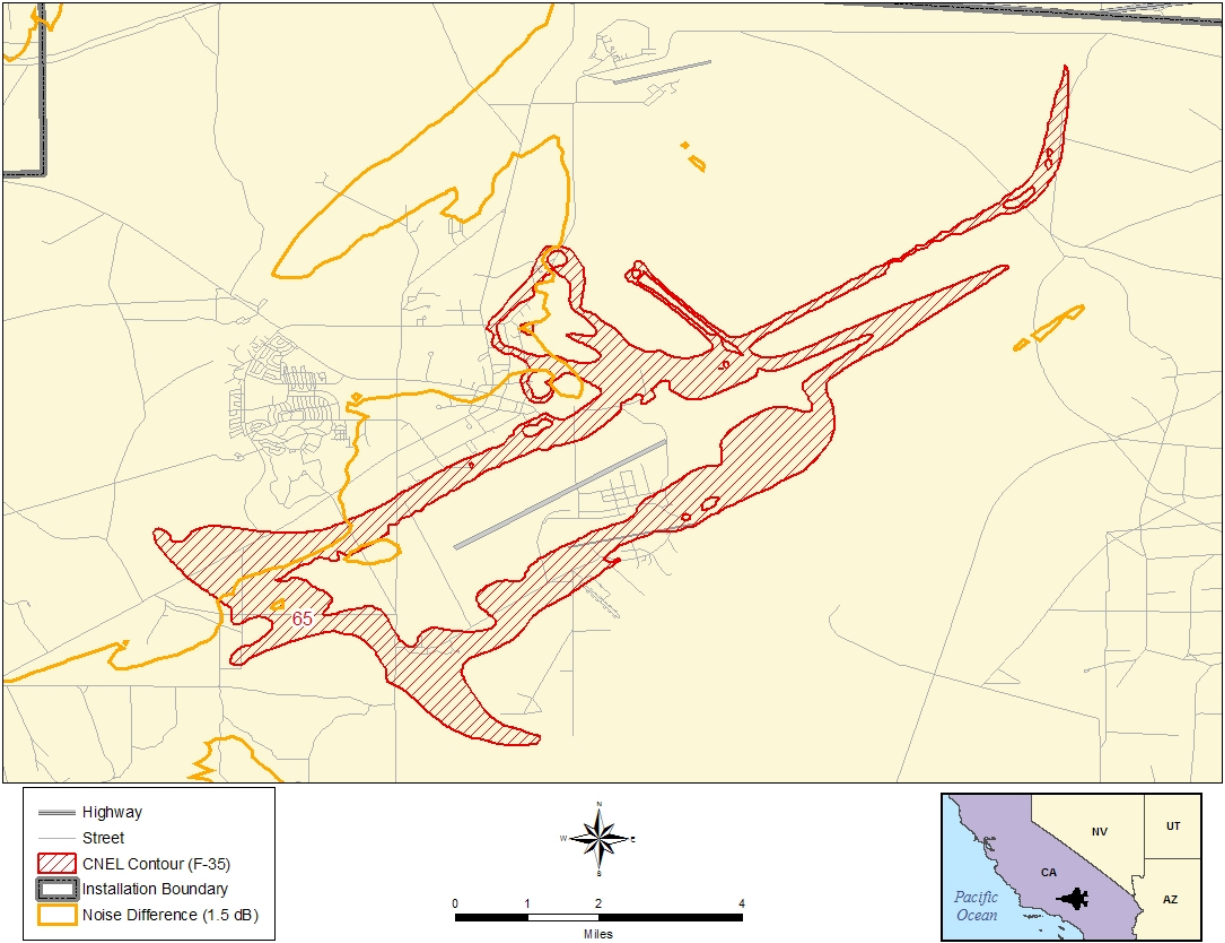 65
Highway
Street
CNEL Contour (F-35)
Installation Boundary
Noise Difference (1.5 dB)
N
W
E
S
0 1 2 4
Miles
NV
UT
CA
AZ
Pacific
Ocean